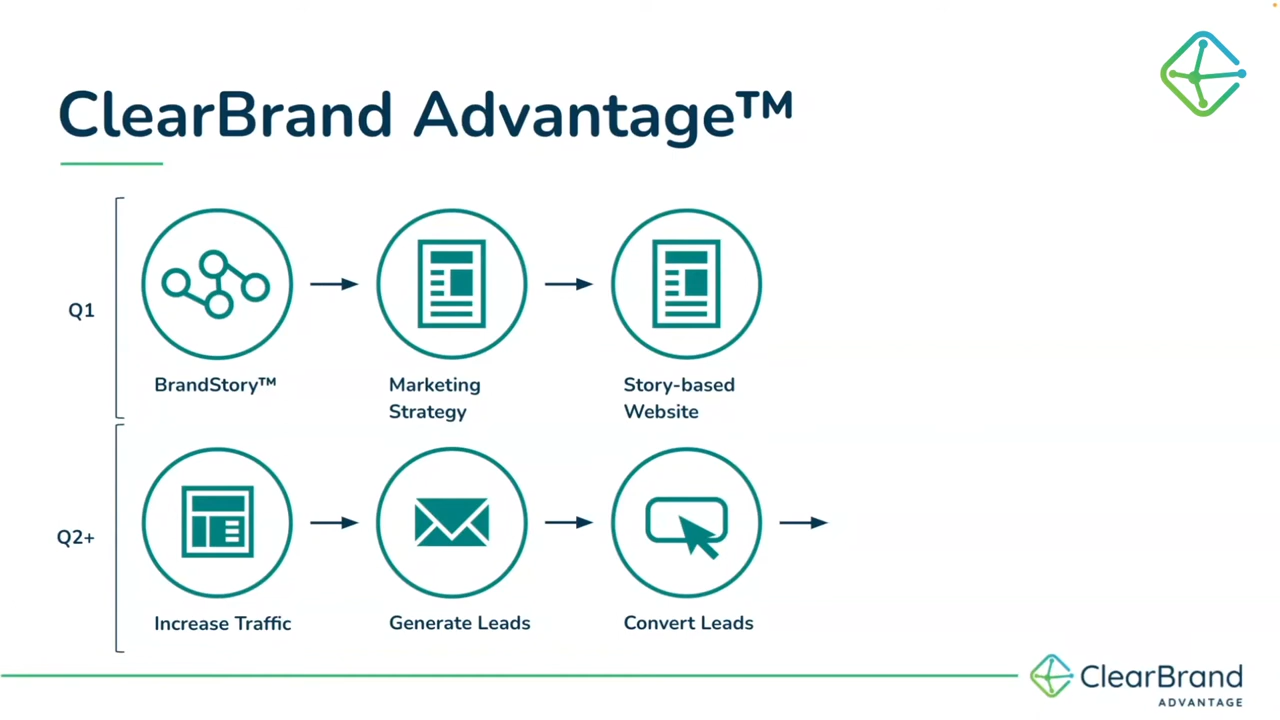 ClearBrand Advantage™
Q1
BrandStory™
Marketing
Strategy
Story-based
Website
Q2+
Increase Traffic
Generate Leads
Convert Leads
ClearBrand
ADVANTAGE